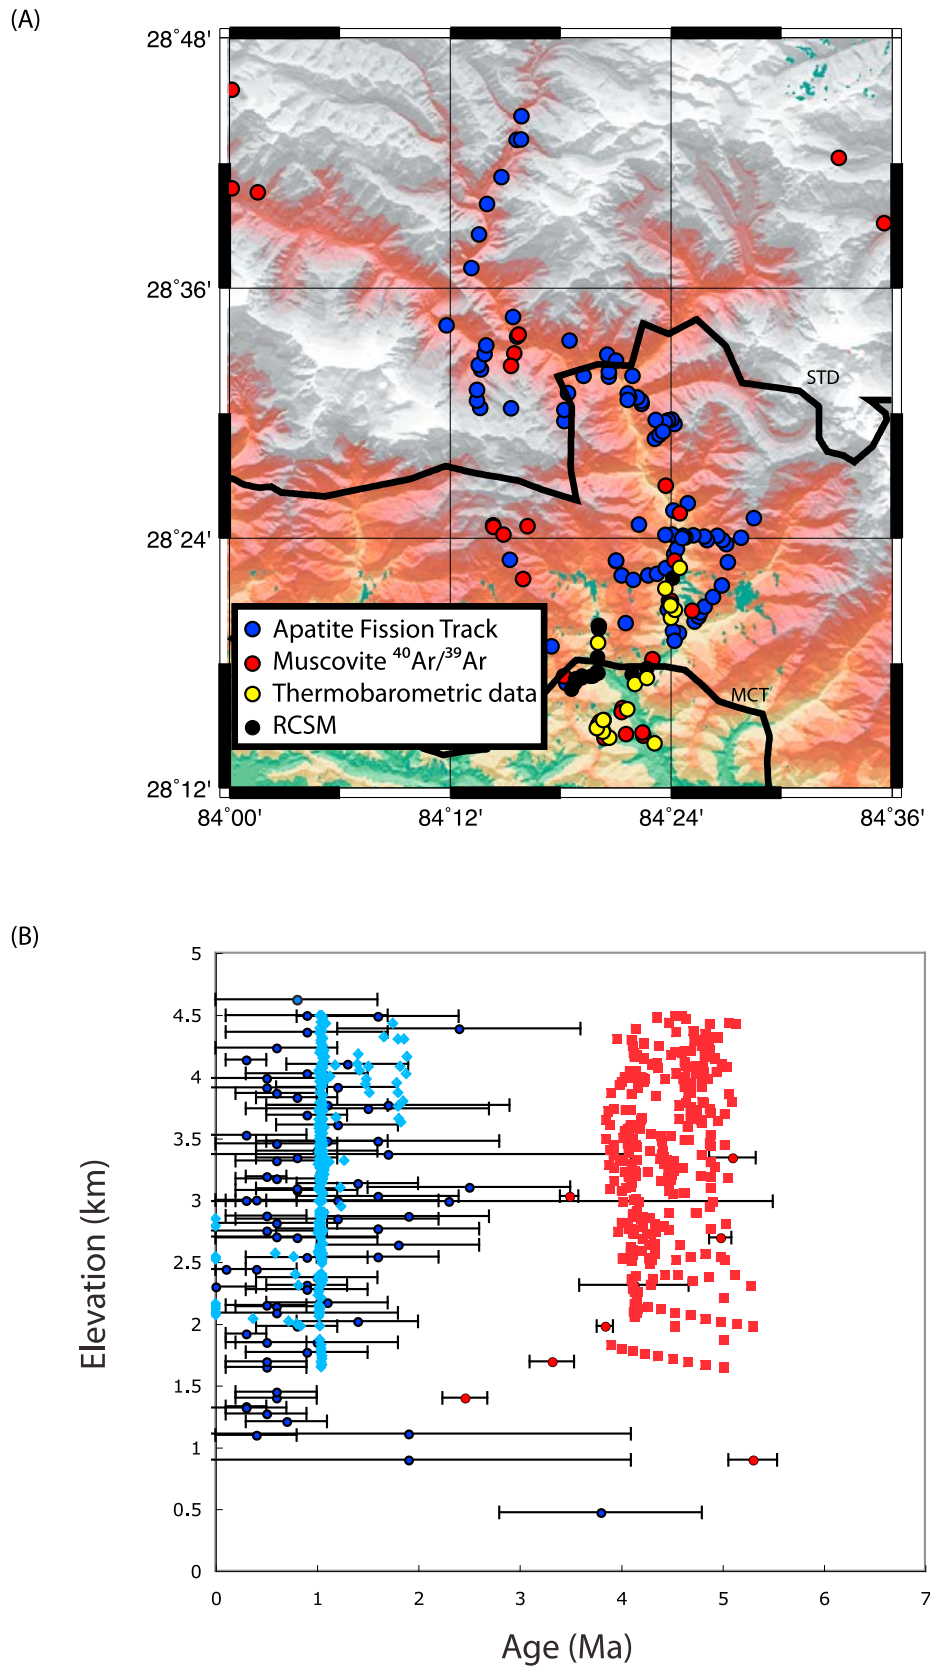 (A)
28˚48'
28˚36'
28˚24'
28˚12'
84˚00'
84˚12'
84˚24'
84˚36'
STD
MCT
Apatite Fission Track
Muscovite ⁴⁰Ar/³⁹Ar
Thermobarometric data
RCSM
(B)
5
4.5
4
3.5
3
2.5
2
1.5
1
0.5
0
0 1 2 3 4 5 6 7
Elevation (km)
Age (Ma)